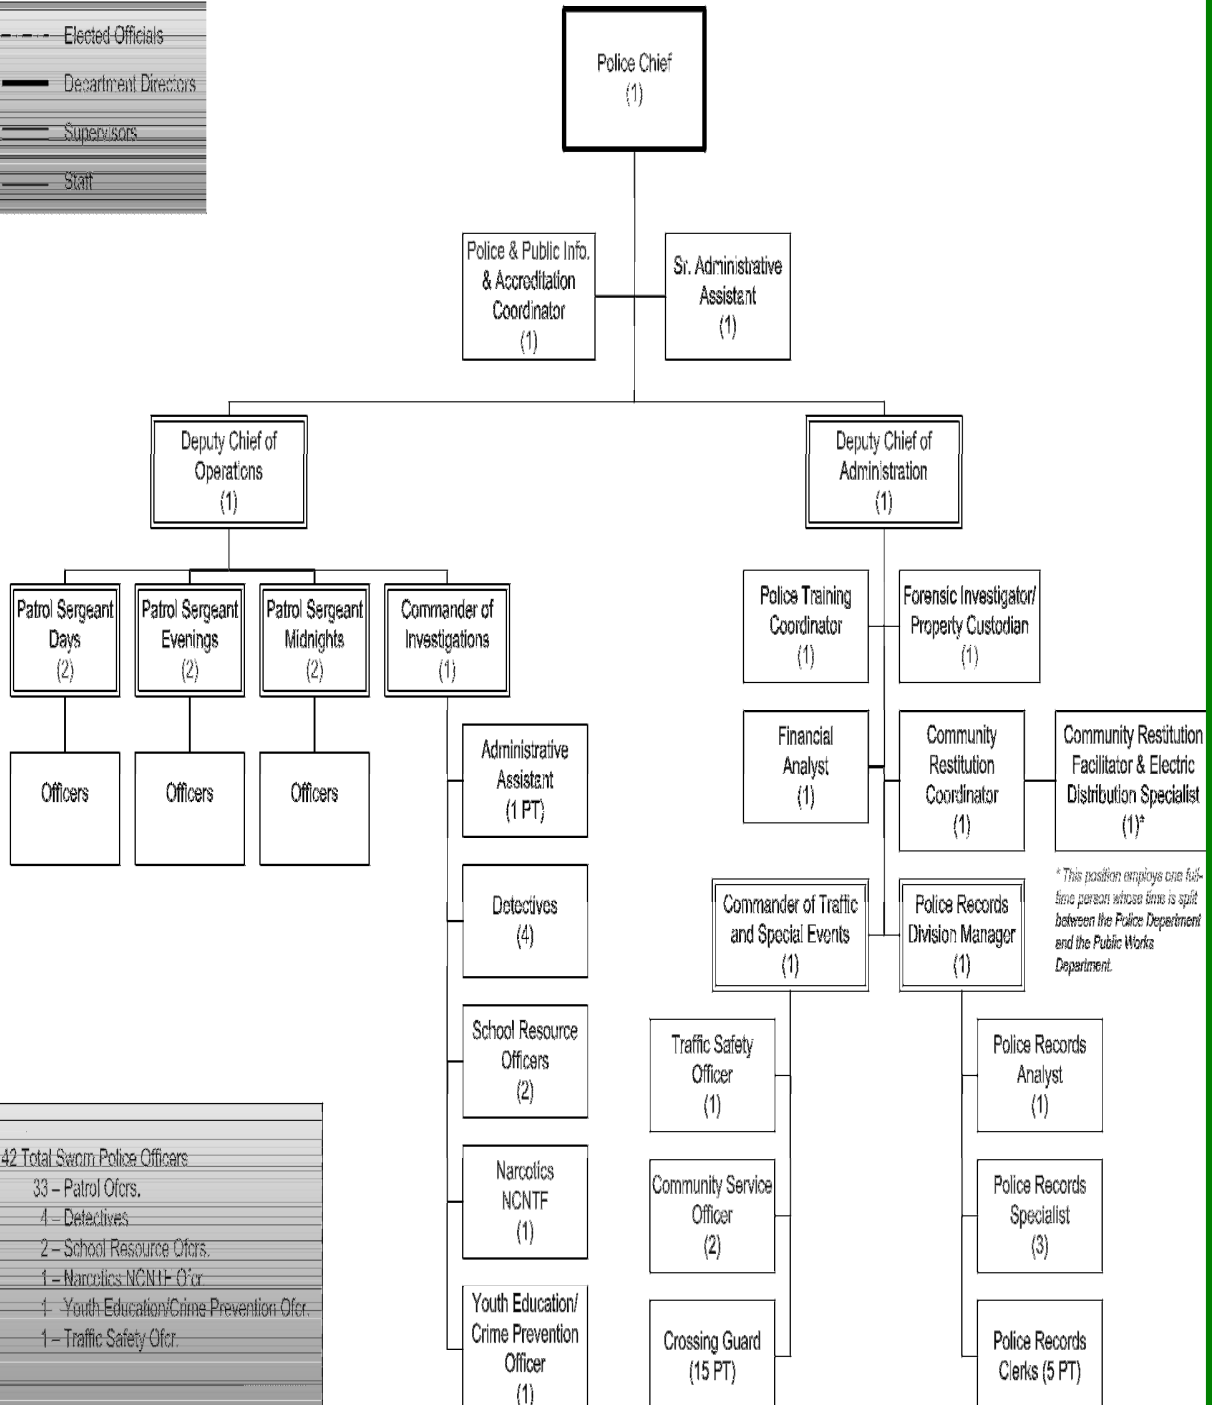 Elected Officials
Department Directors
Supervisors
Staff
Police Chief
(1)
Police & Public Info.
& Accreditation
Coordinator
(1)
Sr. Administrative
Assistant
(1)
Deputy Chief of
Operations
(1)
Deputy Chief of
Administration
(1)
Patrol Sergeant
Days
(2)
Patrol Sergeant
Evenings
(2)
Patrol Sergeant
Midnights
(2)
Commander of
Investigations
(1)
Officers
Officers
Officers
Administrative
Assistant
(1 PT)
Detectives
(4)
School Resource
Officers
(2)
Narcotics
NCNTF
(1)
Youth Education/
Crime Prevention
Officer
(1)
Police Training
Coordinator
(1)
Forensic Investigator/
Property Custodian
(1)
Financial
Analyst
(1)
Community
Restitution
Coordinator
(1)
Community Restitution
Facilitator & Electric
Distribution Specialist
(1)*
* This position employs one full-
time person whose time is split
between the Police Department
and the Public Works
Department.
Commander of Traffic
and Special Events
(1)
Police Records
Division Manager
(1)
Traffic Safety
Officer
(1)
Community Service
Officer
(2)
Crossing Guard
(15 PT)
Police Records
Analyst
(1)
Police Records
Specialist
(3)
Police Records
Clerks (5 PT)
42 Total Sworn Police Officers
33 – Patrol Ofcrs.
4 – Detectives
2 – School Resource Ofcrs.
1 – Narcotics NCNTF Ofcr.
1 – Youth Education/Crime Prevention Ofcr.
1 – Traffic Safety Ofcr.